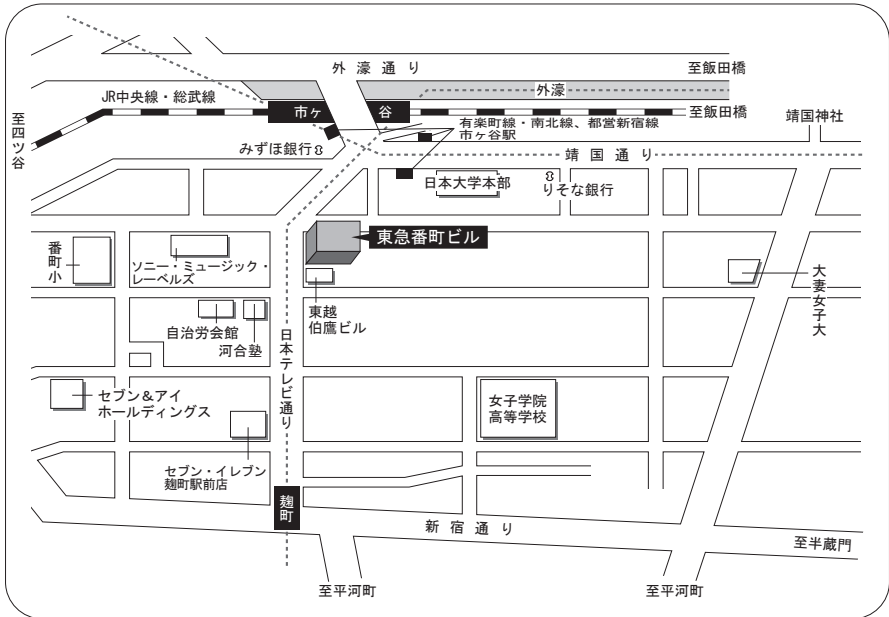 外濠通り
至飯田橋
外濠
JR中央線・総武線
市ヶ谷
至飯田橋
靖国神社
至四ツ谷
有楽町線・南北線、都営新宿線
市ヶ谷駅
みずほ銀行
靖国通り
日本大学本部
りそな銀行
東急番町ビル
番町小
ソニー・ミュージック・
レーベルズ
大妻女子大
東越
伯鷹ビル
自治労会館
河合塾
日本テレビ通り
セブン&アイ
ホールディングス
女子学院
高等学校
セブン・イレブン
麹町駅前店
麹町
新宿通り
至半蔵門
至平河町
至平河町